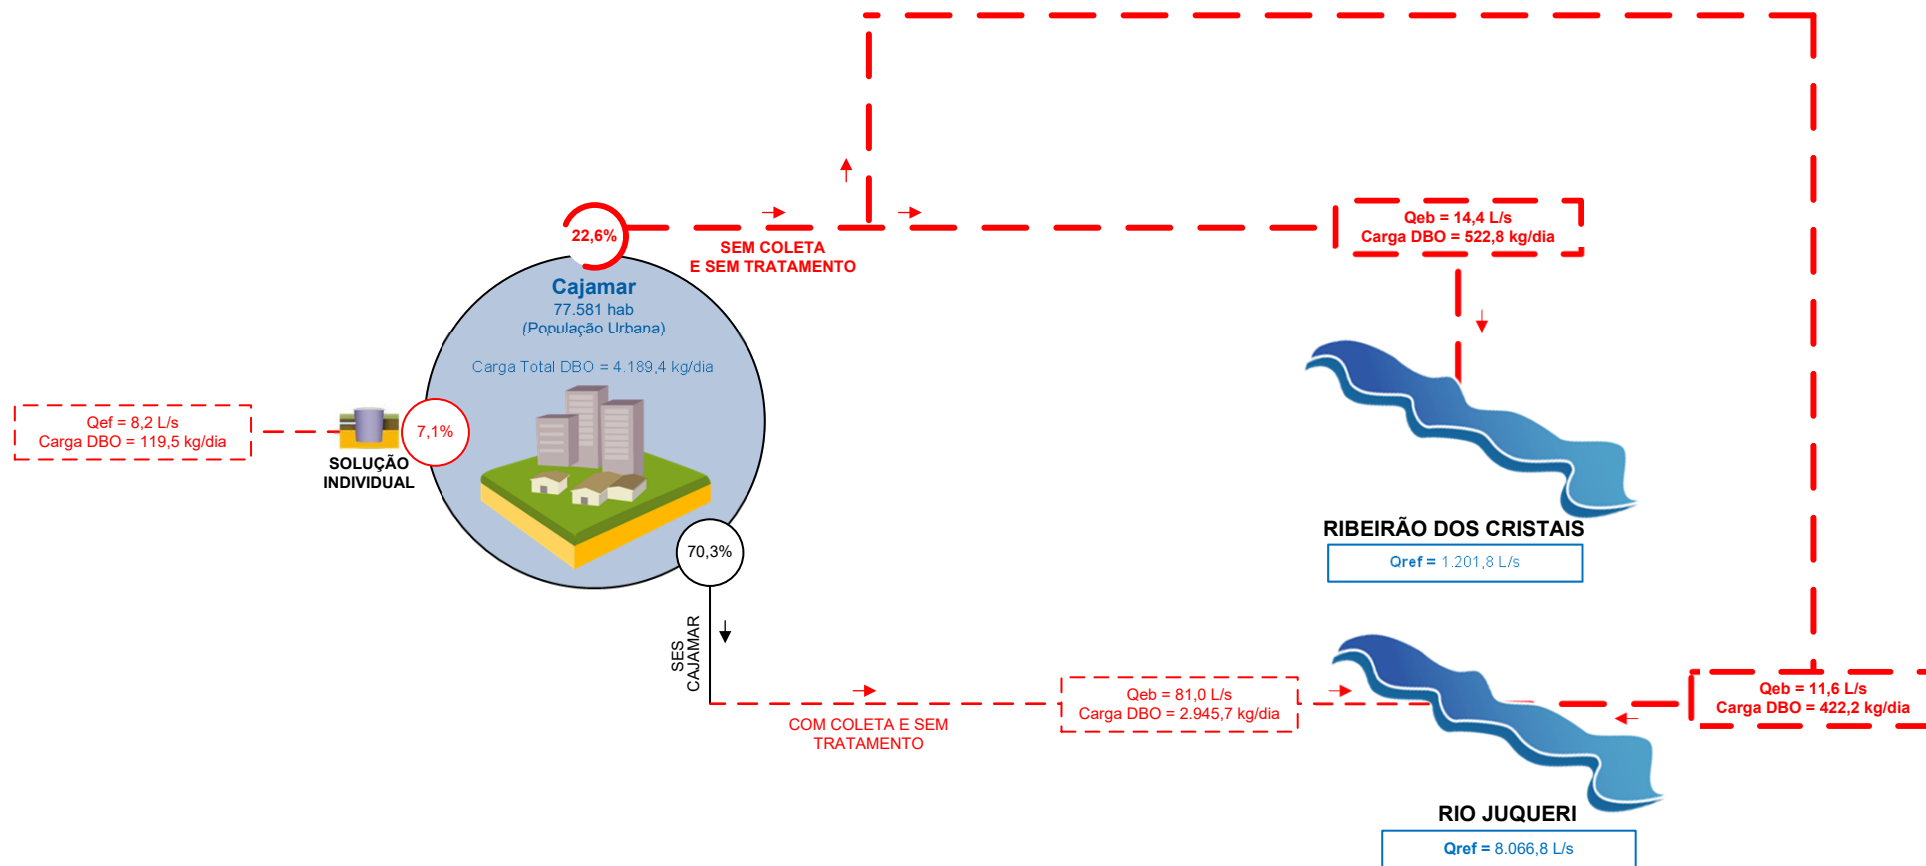 22,6%
SEM COLETA
E SEM TRATAMENTO
Qeb = 14,4 L/s
Carga DBO = 522,8 kg/dia
Cajamar
77.581 hab
(População Urbana)
Carga Total DBO = 4.189,4 kg/dia
Qef = 8,2 L/s
Carga DBO = 119,5 kg/dia
7,1%
SOLUÇÃO
INDIVIDUAL
RIBEIRÃO DOS CRISTAIS
Qref = 1.201,8 L/s
70,3%
SES
CAJAMAR
COM COLETA E SEM
TRATAMENTO
Qeb = 81,0 L/s
Carga DBO = 2.945,7 kg/dia
Qeb = 11,6 L/s
Carga DBO = 422,2 kg/dia
RIO JUQUERI
Qref = 8.066,8 L/s